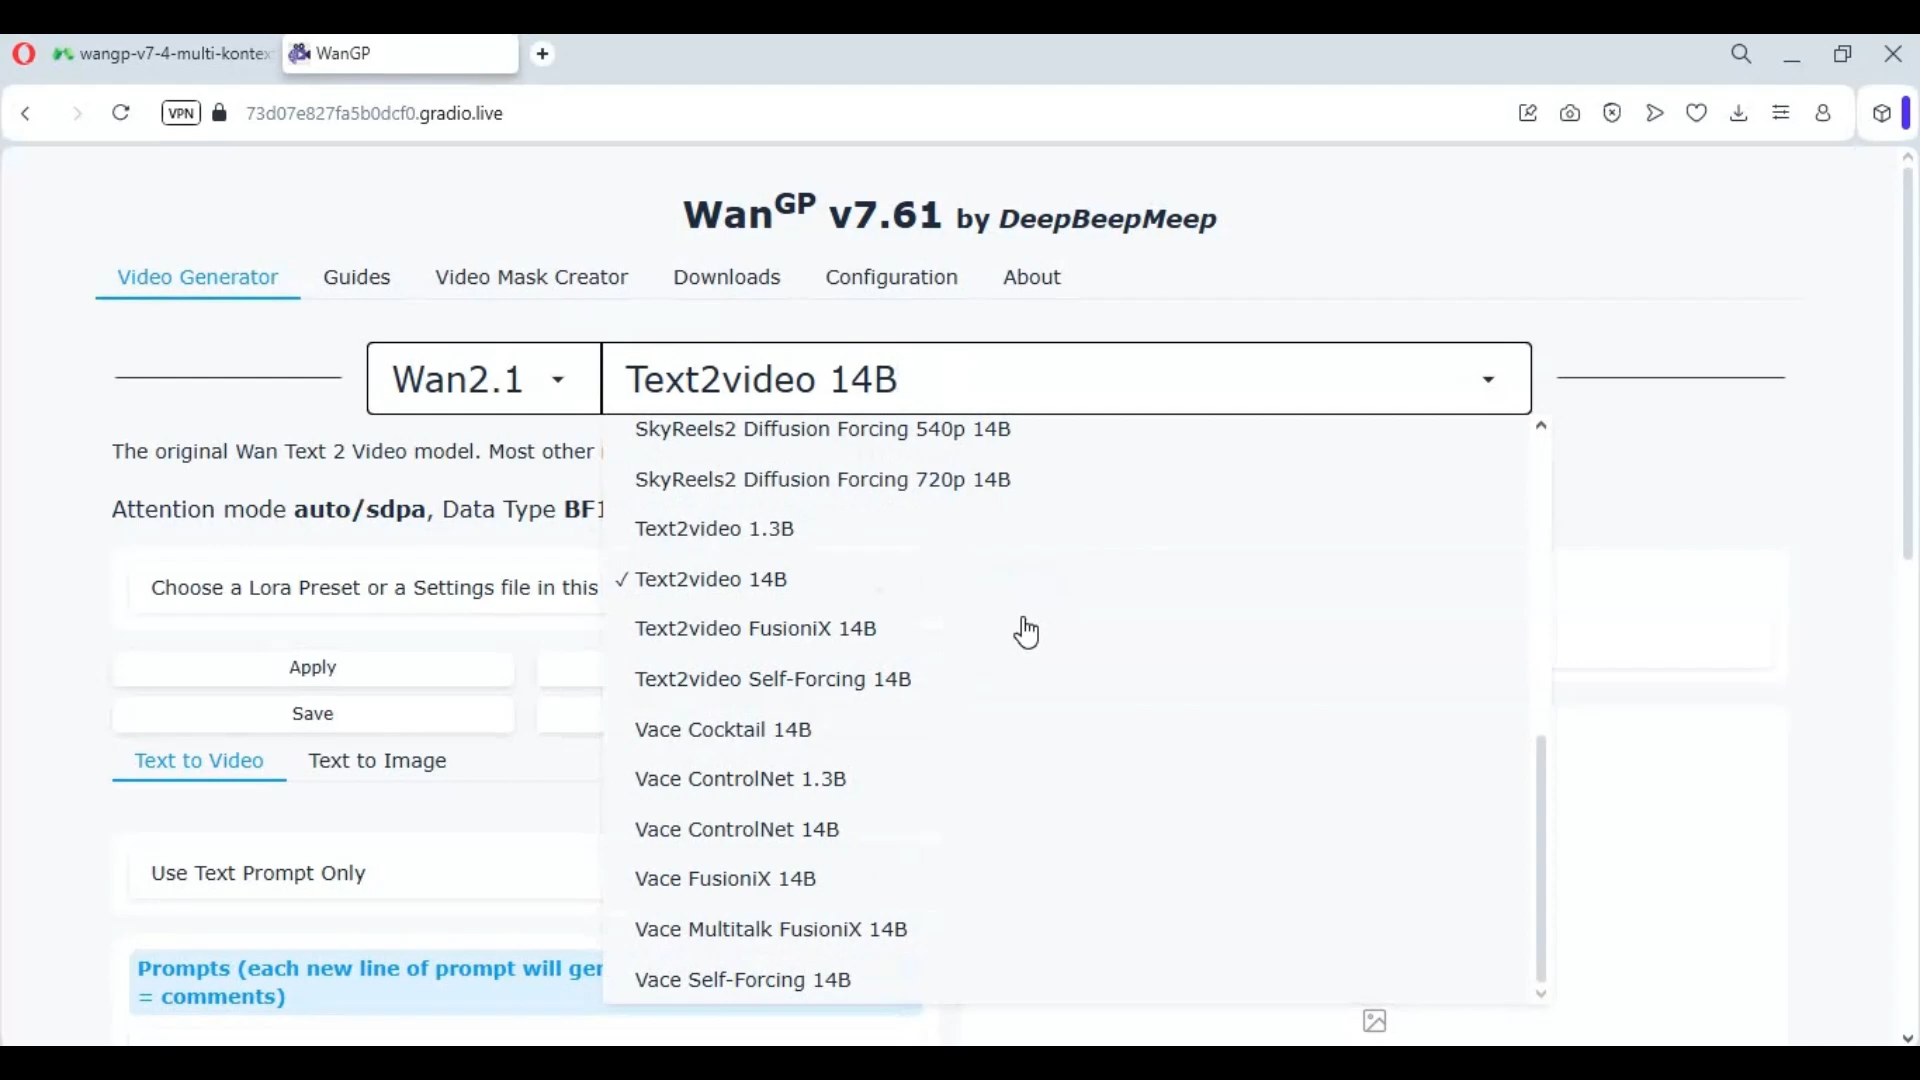 wangp-v7-4-multi-kontex
WanGP
VPN
73d07e827fa5b0dcf0.gradio.live
WanGP v7.61 by DeepBeepMeep
Video Generator
Guides
Video Mask Creator
Downloads
Configuration
About
Wan2.1
Text2video 14B
The original Wan Text 2 Video model. Most other
Attention mode auto/sdpa, Data Type BF1
Choose a Lora Preset or a Settings file in this
Apply
Save
Text to Video
Text to Image
Use Text Prompt Only
Prompts (each new line of prompt will ger
= comments)
SkyReels2 Diffusion Forcing 540p 14B
SkyReels2 Diffusion Forcing 720p 14B
Text2video 1.3B
✓ Text2video 14B
Text2video FusioniX 14B
Text2video Self-Forcing 14B
Vace Cocktail 14B
Vace ControlNet 1.3B
Vace ControlNet 14B
Vace FusioniX 14B
Vace Multitalk FusioniX 14B
Vace Self-Forcing 14B